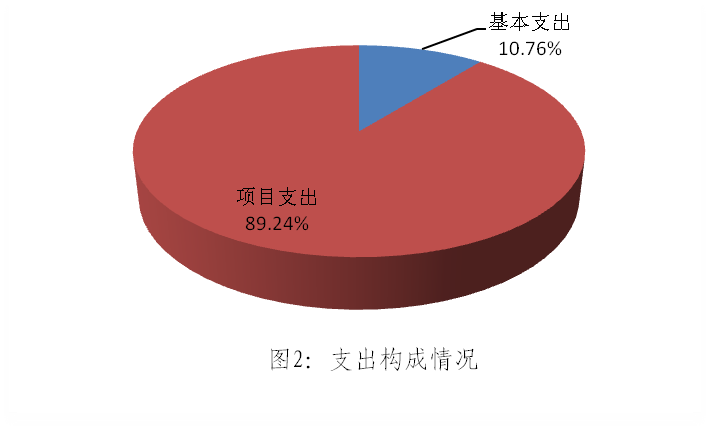 基本支出
10.76%
项目支出
89.24%
图2：支出构成情况